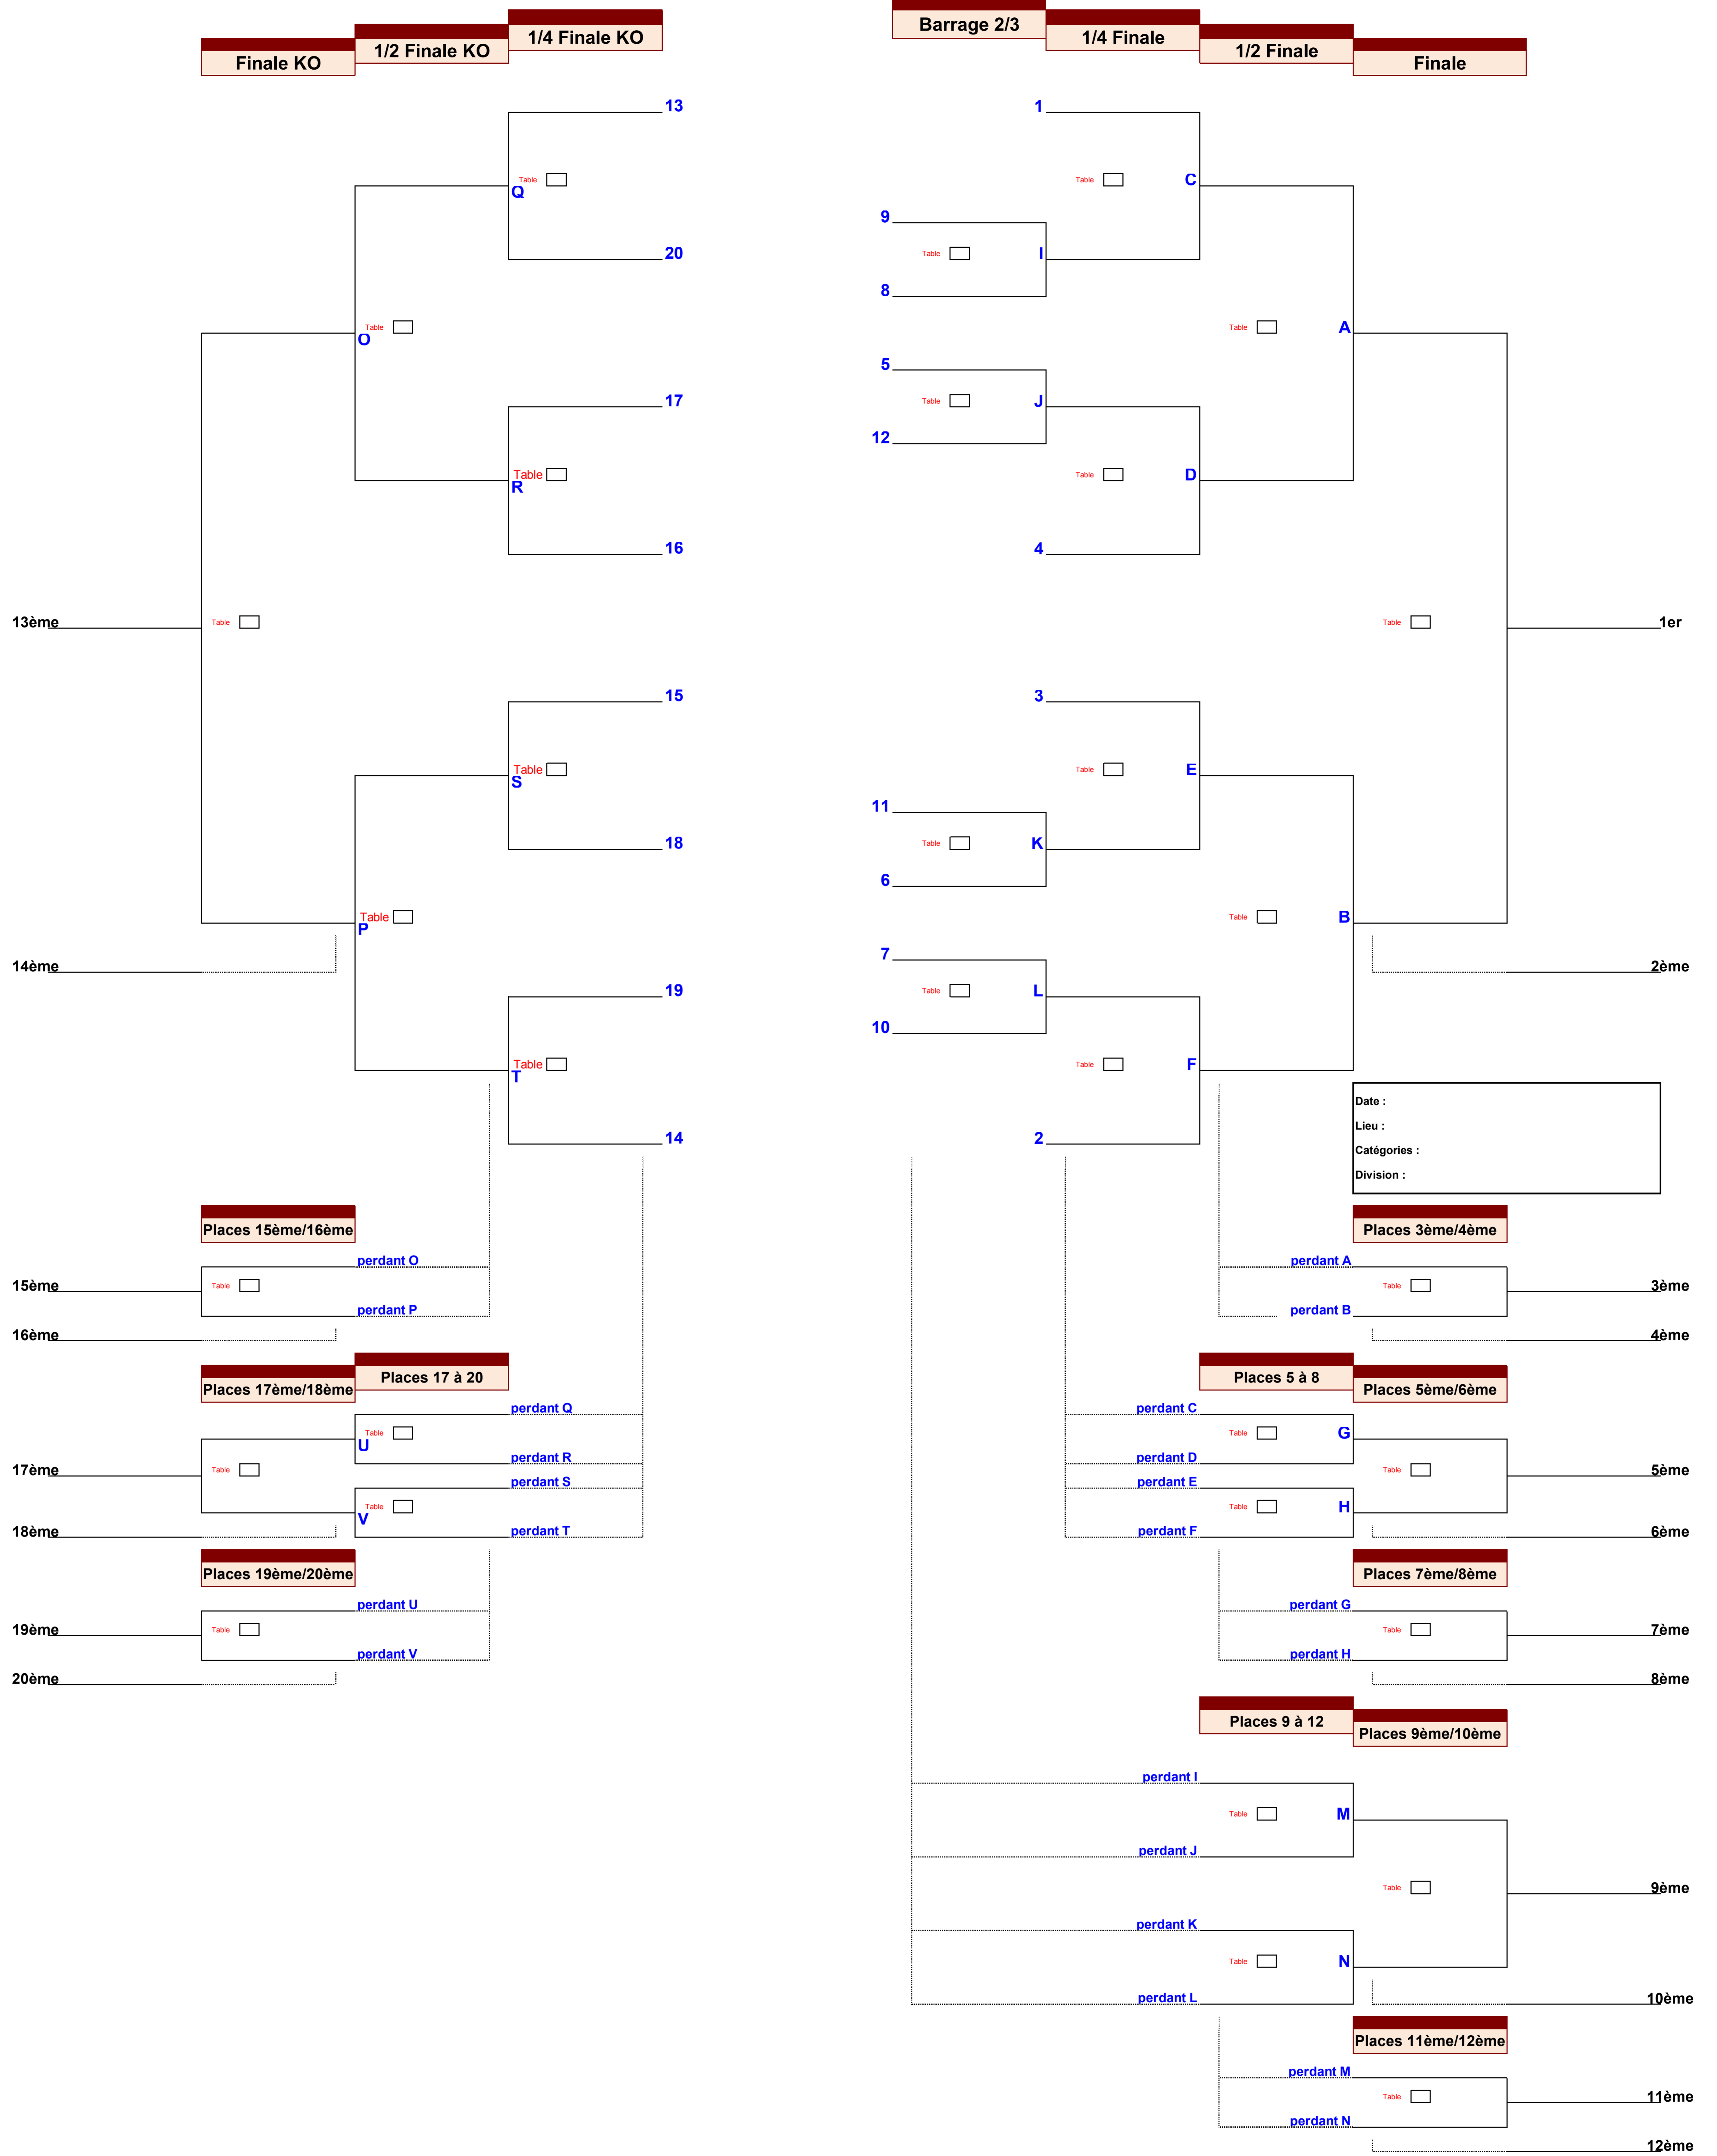 Barrage 2/3
1/4 Finale KO
1/4 Finale
1/2 Finale KO
1/2 Finale
Finale KO
Finale
13
1
Table
Q
Table
C
9
20
Table
I
8
Table
O
Table
A
5
17
Table
J
12
Table
R
Table
D
16
4
13ème
Table
Table
1er
15
3
Table
S
Table
E
11
18
Table
K
6
Table
P
Table
B
7
14ème
2ème
19
Table
L
10
Table
T
Table
F
Date :
Lieu :
14
2
Catégories :
Division :
Places 15ème/16ème
Places 3ème/4ème
perdant O
perdant A
15ème
Table
Table
3ème
perdant P
perdant B
16ème
4ème
Places 17 à 20
Places 5 à 8
Places 17ème/18ème
Places 5ème/6ème
perdant Q
perdant C
Table
U
Table
G
perdant R
perdant D
17ème
Table
Table
5ème
perdant S
perdant E
Table
V
Table
H
18ème
perdant T
perdant F
6ème
Places 19ème/20ème
Places 7ème/8ème
perdant U
perdant G
19ème
Table
Table
7ème
perdant V
perdant H
20ème
8ème
Places 9 à 12
Places 9ème/10ème
perdant I
Table
M
perdant J
Table
9ème
perdant K
Table
N
perdant L
10ème
Places 11ème/12ème
perdant M
Table
11ème
perdant N
12ème